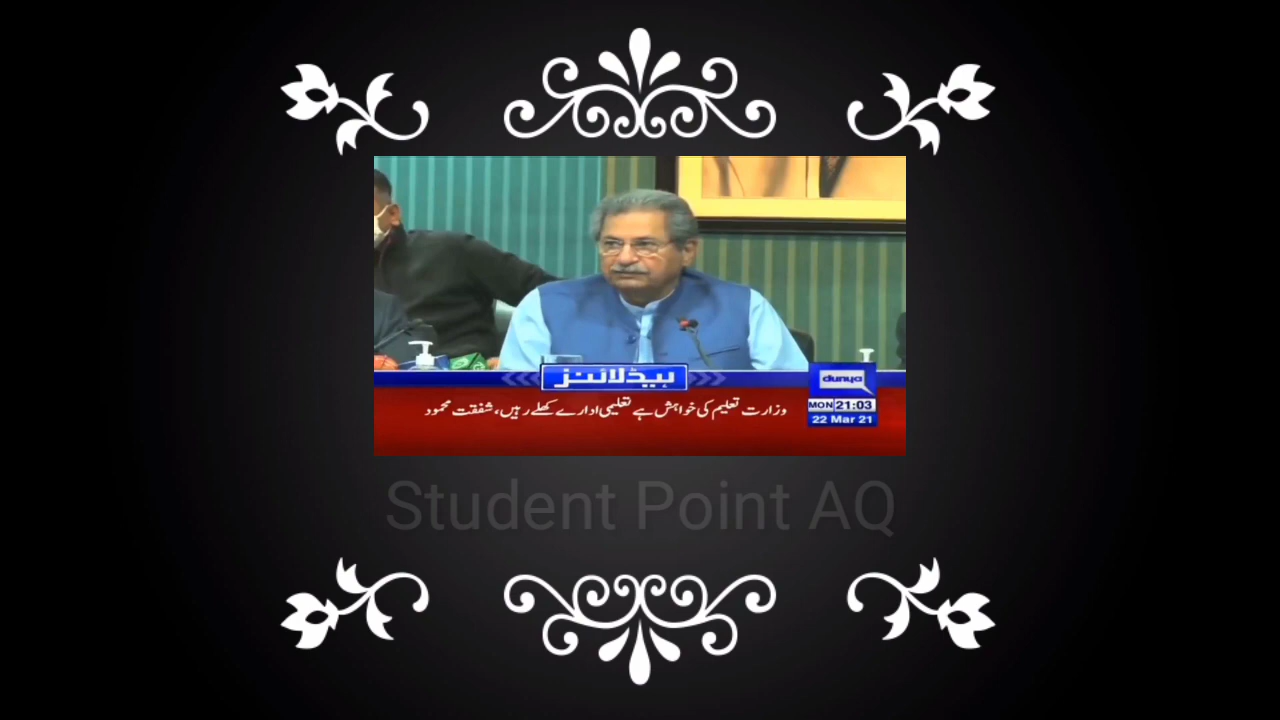 ہیڈلائنز
dunya
وزارت تعلیم کی خواہش ہے تعلیمی ادارے کھلے رہیں، شفقت محمود
MON 21:03
22 Mar 21
Student Point AQ